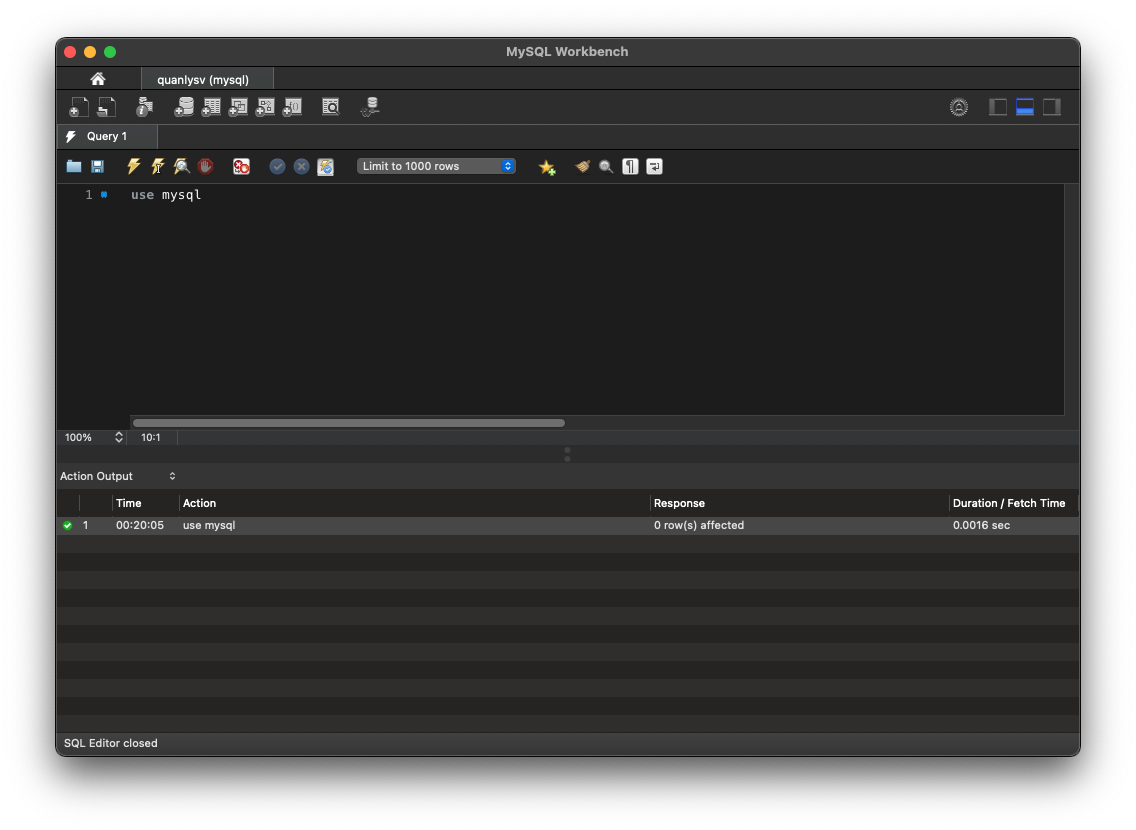 MySQL Workbench
quanlysv (mysql)
Query 1
Limit to 1000 rows
1 use mysql
100% 10:1
Action Output
Time Action Response Duration / Fetch Time
1 00:20:05 use mysql 0 row(s) affected 0.0016 sec
SQL Editor closed